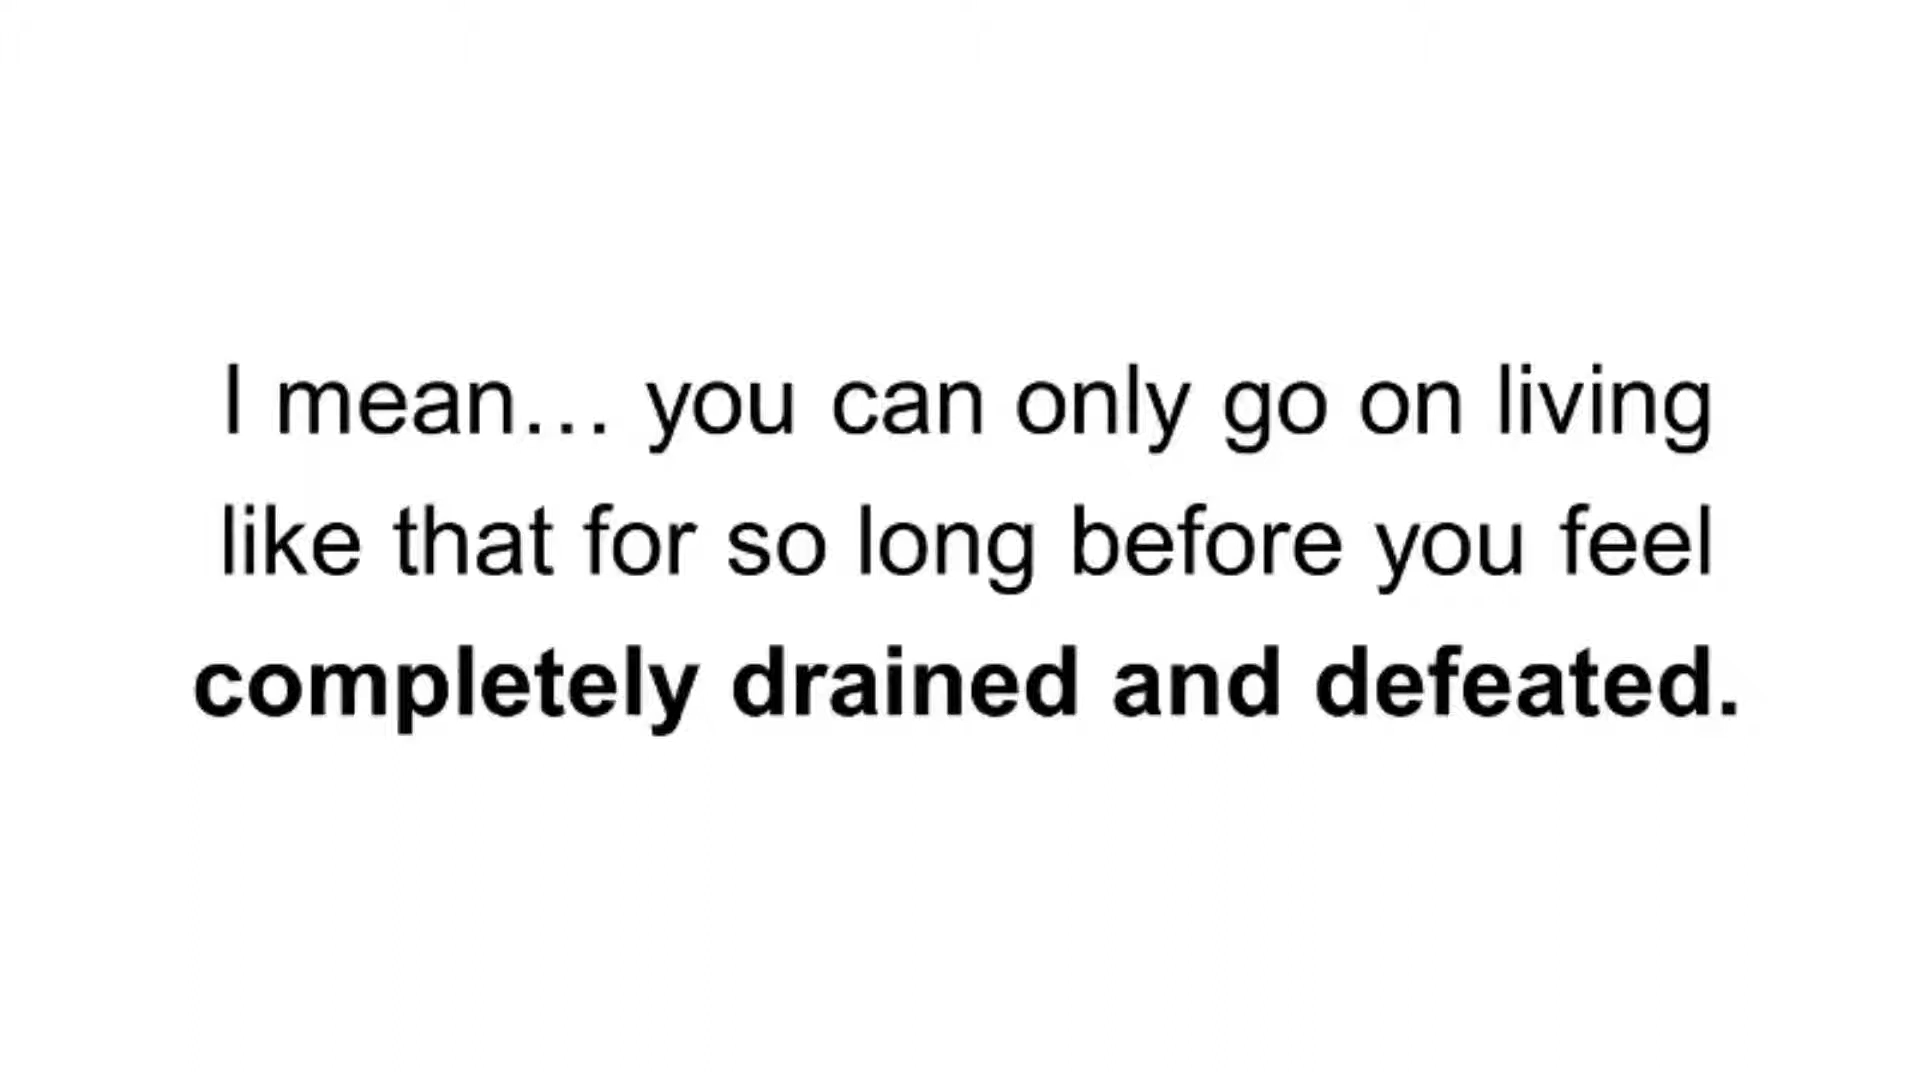 I mean… you can only go on living
like that for so long before you feel
completely drained and defeated.